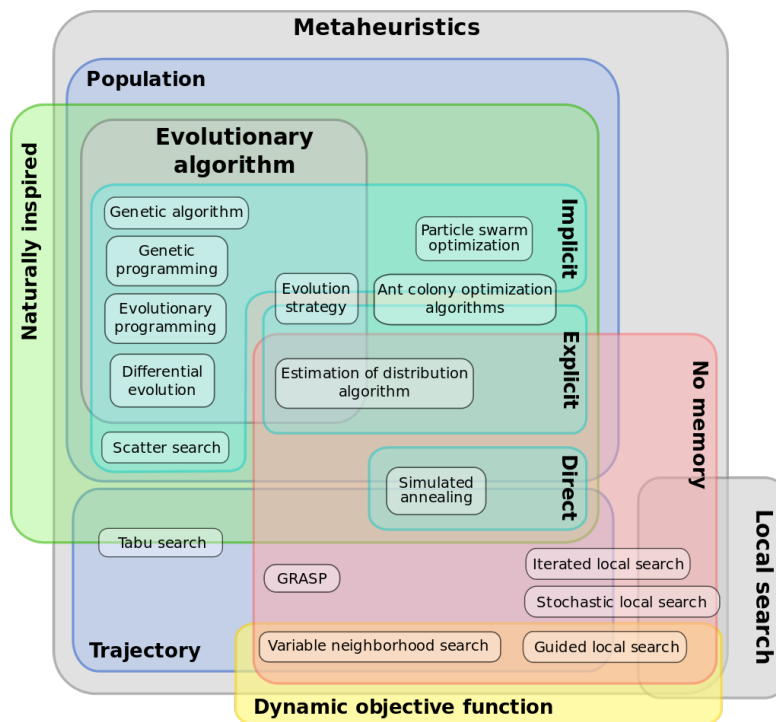 Metaheuristics
Population
Naturally inspired
Evolutionary
algorithm
Implicit
Genetic algorithm
Particle swarm
optimization
Genetic
programming
Evolution
strategy
Ant colony optimization
algorithms
Evolutionary
programming
Explicit
Differential
evolution
Estimation of distribution
algorithm
No memory
Scatter search
Direct
Simulated
annealing
Local search
Tabu search
GRASP
Iterated local search
Stochastic local search
Trajectory
Variable neighborhood search
Guided local search
Dynamic objective function